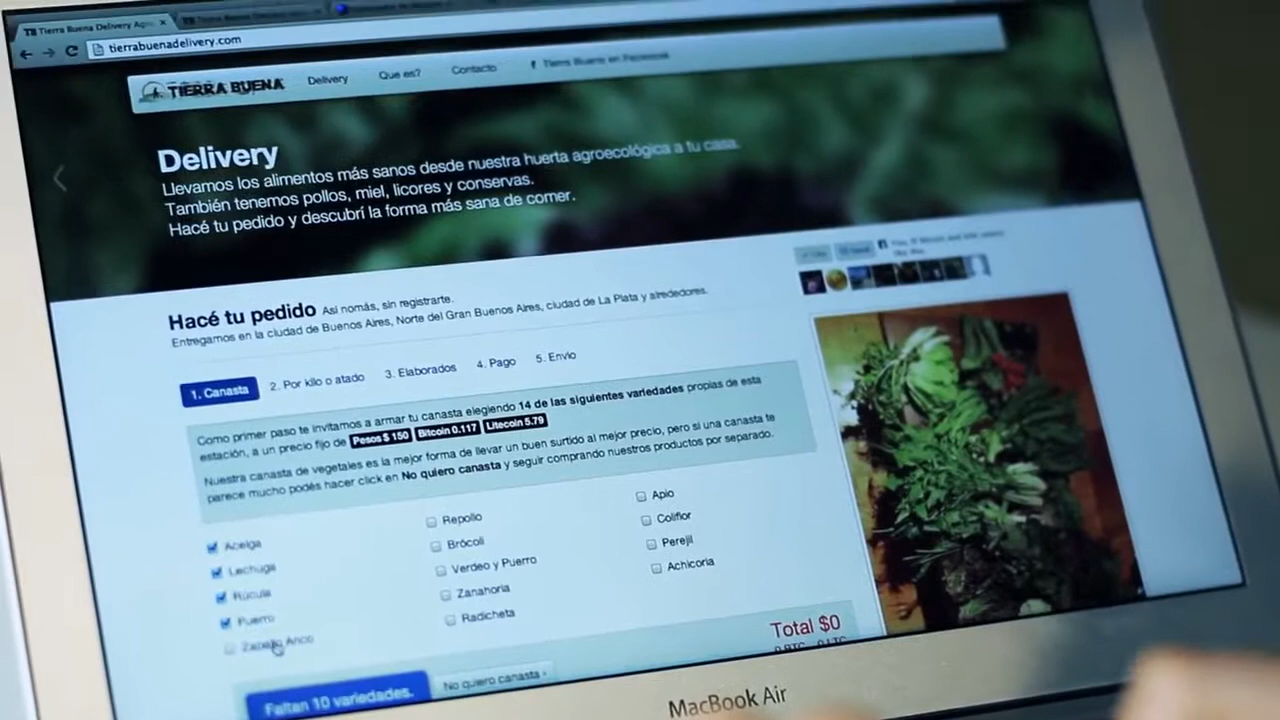 Tierra Buena Delivery Agr
tierrabuenadelivery.com
TIERRA BUENA
Delivery
Que es?
Contacto
Tierra Buena en Facebook
Delivery
Llevamos los alimentos más sanos desde nuestra huerta agroecológica a tu casa.
También tenemos pollos, miel, licores y conservas.
Hacé tu pedido y descubrí la forma más sana de comer.
Hacé tu pedido Así nomás, sin registrarte.
Entregamos en la ciudad de Buenos Aires, Norte del Gran Buenos Aires, ciudad de La Plata y alrededores.
1. Canasta
2. Por kilo o atado
3. Elaborados
4. Pago
5. Envío
Como primer paso te invitamos a armar tu canasta eligiendo 14 de las siguientes variedades propias de esta
estación, a un precio fijo de Pesos $ 150 Bitcoin 0.117 Litecoin 5.79
Nuestra canasta de vegetales es la mejor forma de llevar un buen surtido al mejor precio, pero si una canasta te
parece mucho podés hacer click en No quiero canasta y seguir comprando nuestros productos por separado.
Acelga
Lechuga
Rúcula
Puerro
Zapallo Anco
Repollo
Brócoli
Verdeo y Puerro
Zanahoria
Radicheta
Apio
Coliflor
Perejil
Achicoria
Total $0
Faltan 10 variedades.
No quiero canasta ›
MacBook Air